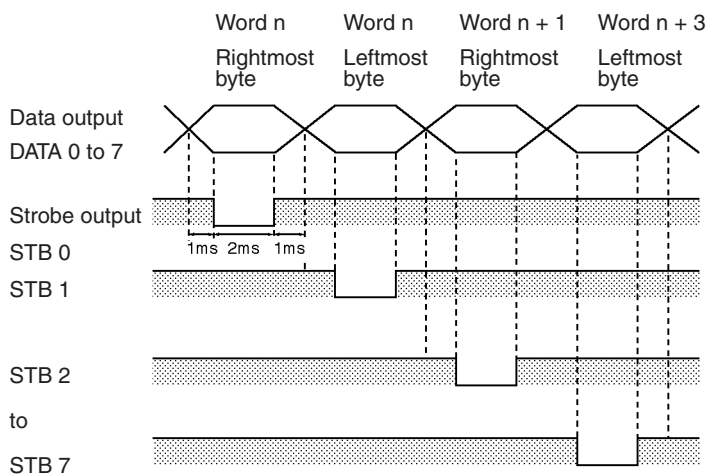 Word n Word n Word n + 1 Word n + 3
Rightmost Leftmost Rightmost Leftmost
byte byte byte byte
Data output
DATA 0 to 7
Strobe output
1ms 2ms 1ms
STB 0
STB 1
STB 2
to
STB 7